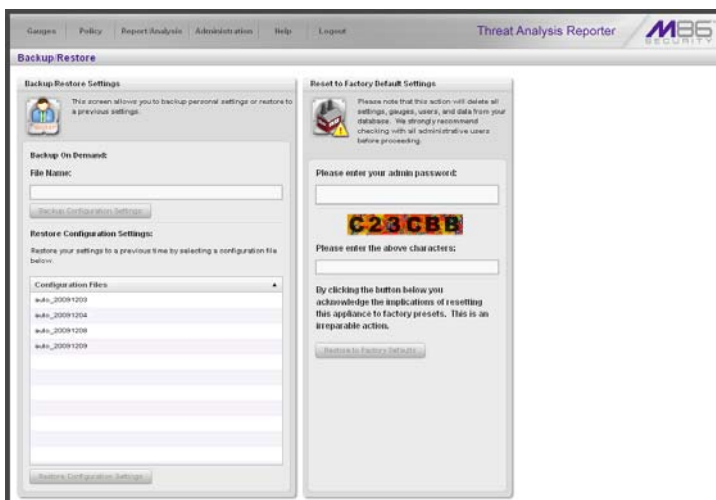 Gauges Policy Report/Analysis Administration Help Logout
Threat Analysis Reporter
M86 SECURITY
Backup/Restore
Backup/Restore Settings
This screen allows you to backup personal settings or restore to
a previous settings.
Backup On Demand:
File Name:
Backup Configuration Settings
Restore Configuration Settings:
Restore your settings to a previous time by selecting a configuration file
below.
Configuration Files
auto_20091203
auto_20091204
auto_20091208
auto_20091209
Restore Configuration Settings
Reset to Factory Default Settings
Please note that this action will delete all
settings, gauges, users, and data from your
database. We strongly recommend
checking with all administrative users
before proceeding.
Please enter your admin password:
C23CBB
Please enter the above characters:
By clicking the button below you
acknowledge the implications of resetting
this appliance to factory presets. This is an
irreparable action.
Restore to Factory Defaults